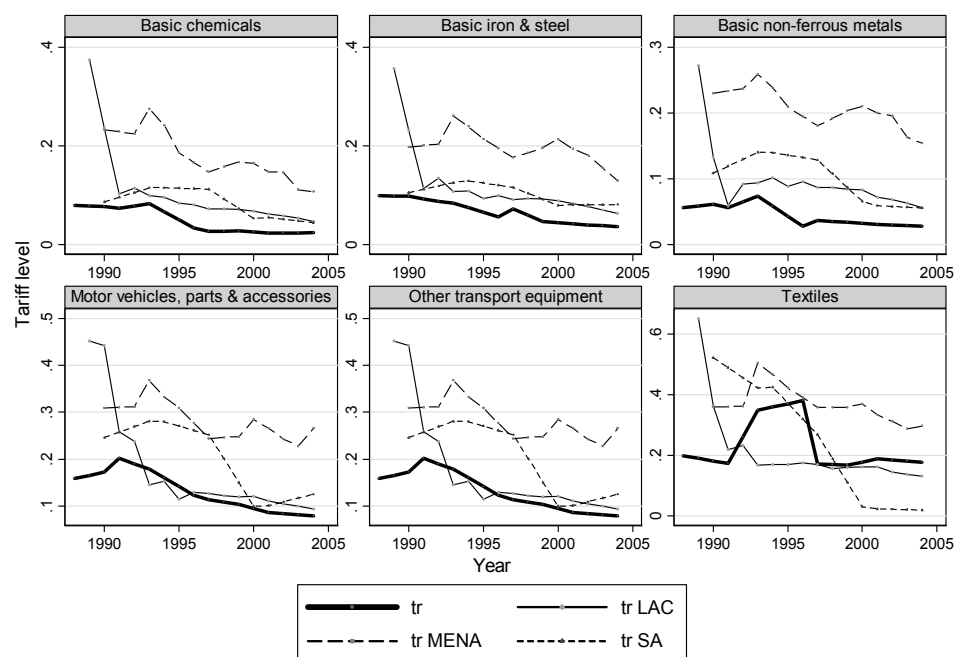 Basic chemicals
Basic iron & steel
Basic non-ferrous metals
.4
.2
0
1990 1995 2000 2005
.4
.2
0
1990 1995 2000 2005
.3
.2
.1
0
1990 1995 2000 2005
Motor vehicles, parts & accessories
Other transport equipment
Textiles
.5
.4
.3
.2
.1
1990 1995 2000 2005
.5
.4
.3
.2
.1
1990 1995 2000 2005
.6
.4
.2
0
1990 1995 2000 2005
Tariff level
Year
tr
tr LAC
tr MENA
tr SA